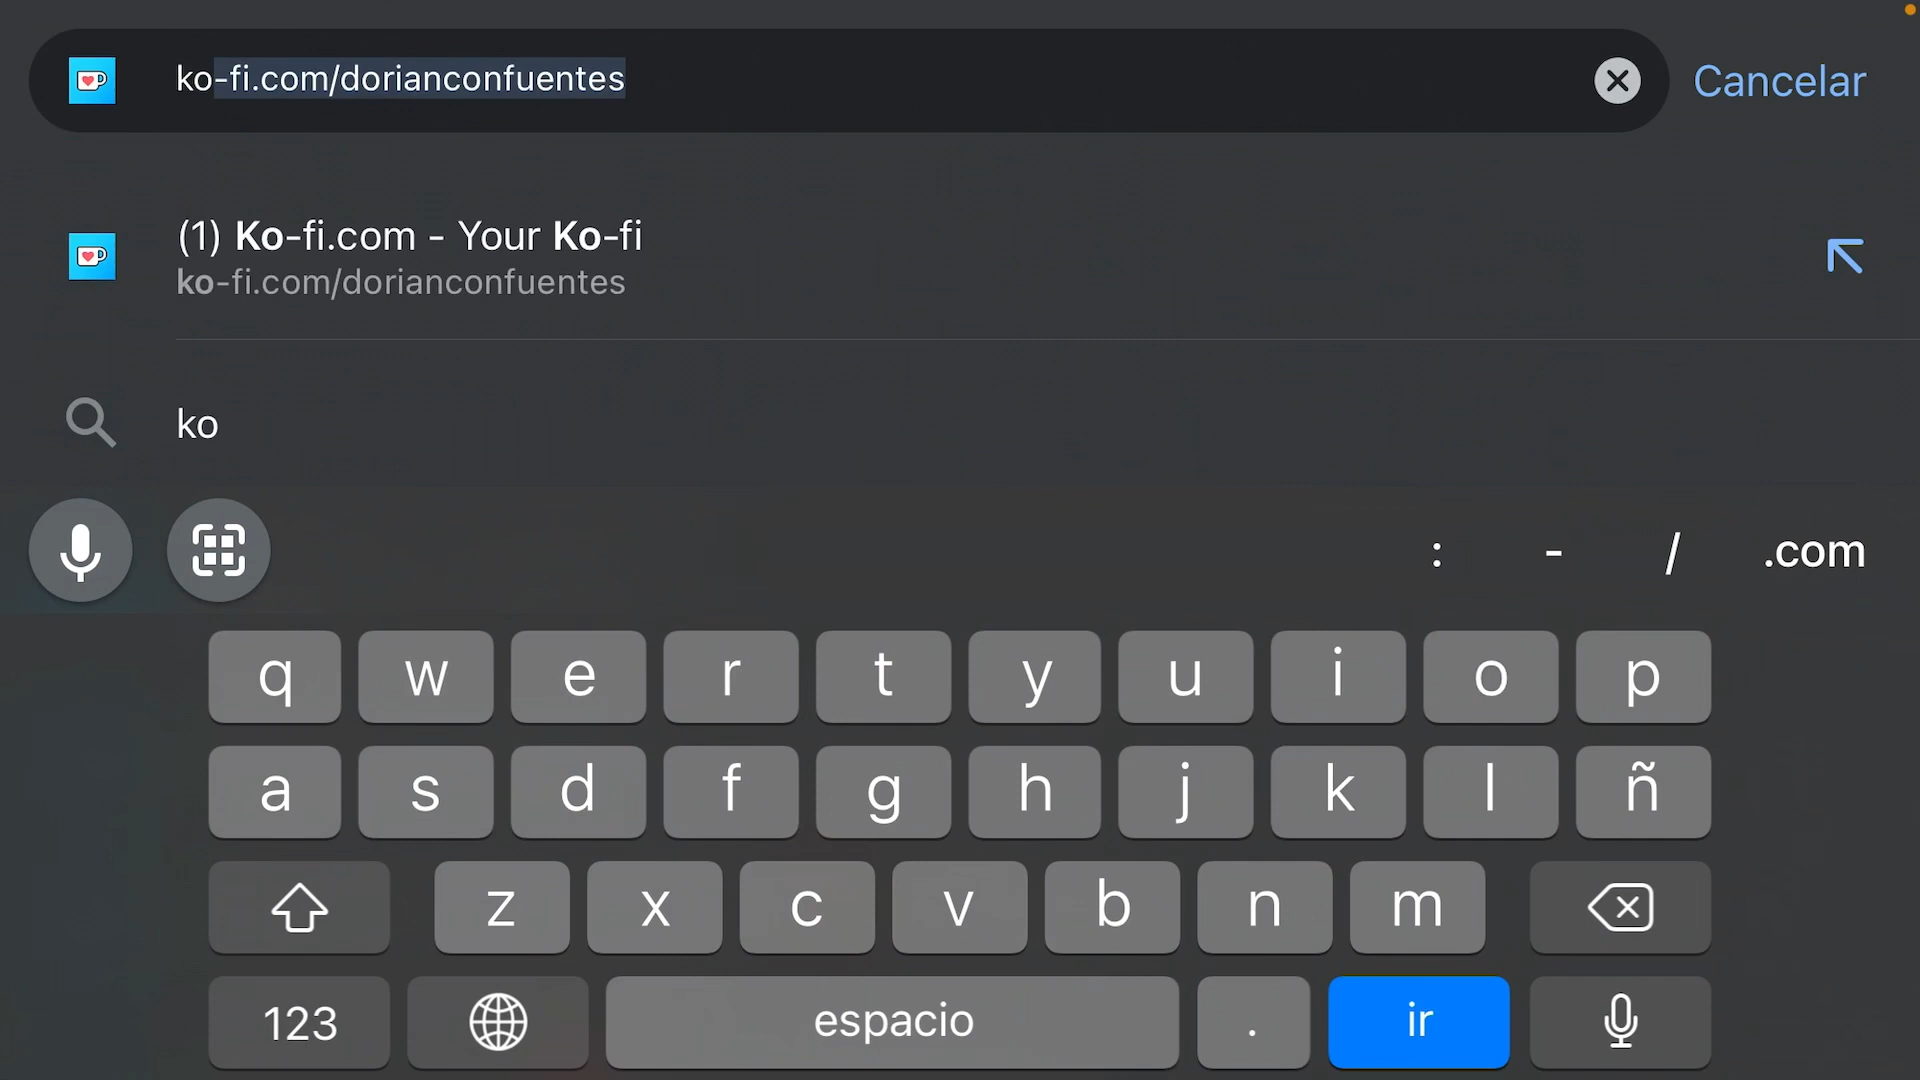 ko-fi.com/dorianconfuentes
Cancelar
(1) Ko-fi.com - Your Ko-fi
ko-fi.com/dorianconfuentes
ko
: - / .com
q w e r t y u i o p
a s d f g h j k l ñ
z x c v b n m
123 espacio . ir